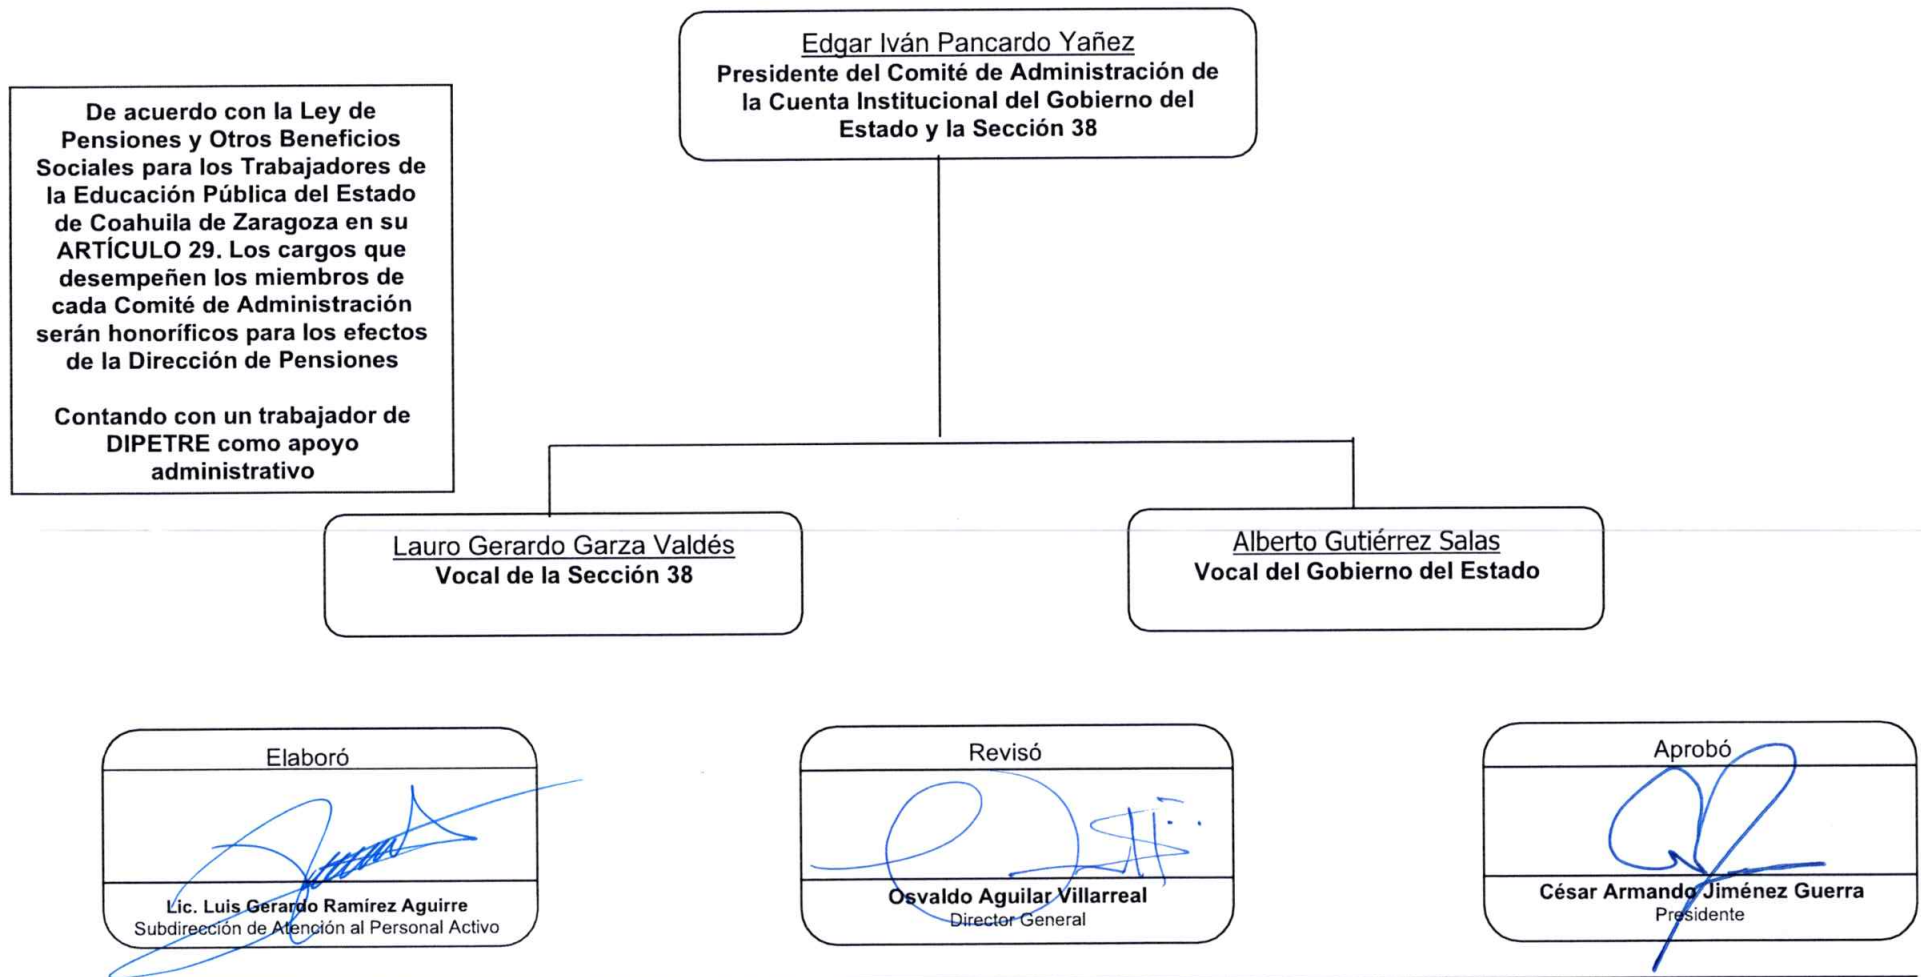 Edgar Iván Pancardo Yañez
Presidente del Comité de Administración de
la Cuenta Institucional del Gobierno del
Estado y la Sección 38
De acuerdo con la Ley de
Pensiones y Otros Beneficios
Sociales para los Trabajadores de
la Educación Pública del Estado
de Coahuila de Zaragoza en su
ARTÍCULO 29. Los cargos que
desempeñen los miembros de
cada Comité de Administración
serán honoríficos para los efectos
de la Dirección de Pensiones
Contando con un trabajador de
DIPETRE como apoyo
administrativo
Lauro Gerardo Garza Valdés
Vocal de la Sección 38
Alberto Gutiérrez Salas
Vocal del Gobierno del Estado
Elaboró
Lic. Luis Gerardo Ramírez Aguirre
Subdirección de Atención al Personal Activo
Revisó
Osvaldo Aguilar Villarreal
Director General
Aprobó
César Armando Jiménez Guerra
Presidente